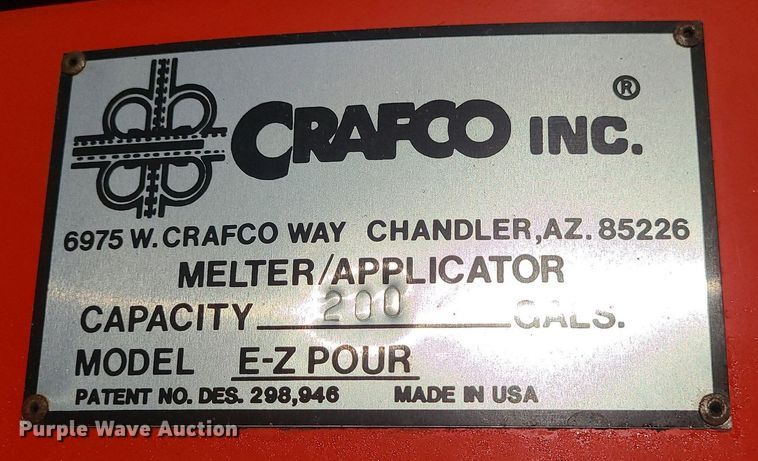 CRAFCO INC.®
6975 W. CRAFCO WAY CHANDLER, AZ. 85226
MELTER/APPLICATOR
CAPACITY 200 GALS.
MODEL E-Z POUR
PATENT NO. DES. 298,946 MADE IN USA
Purple Wave Auction